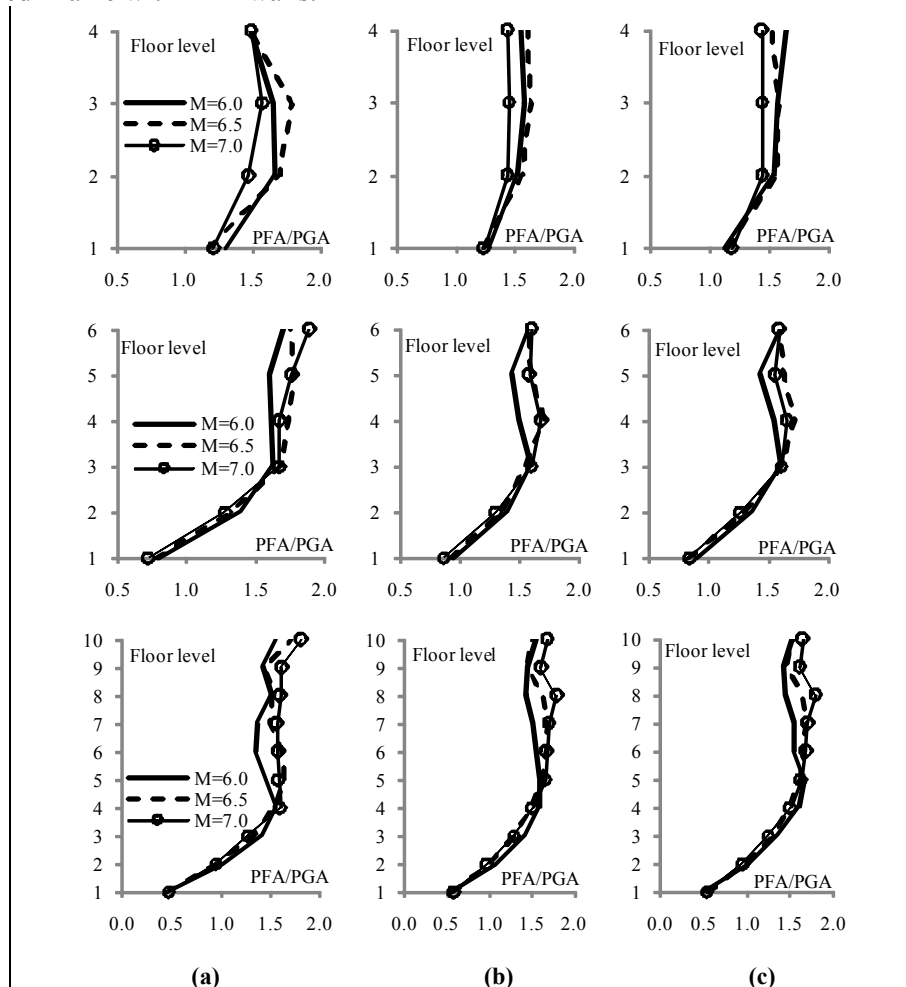 4 Floor level
3
M=6.0
M=6.5
M=7.0
2
1 PFA/PGA
0.5 1.0 1.5 2.0
4 Floor level
3
2
1 PFA/PGA
0.5 1.0 1.5 2.0
4 Floor level
3
2
1 PFA/PGA
0.5 1.0 1.5 2.0
6 Floor level
5
4 M=6.0
M=6.5
3 M=7.0
2
1 PFA/PGA
0.5 1.0 1.5 2.0
6 Floor level
5
4
3
2
1 PFA/PGA
0.5 1.0 1.5 2.0
6 Floor level
5
4
3
2
1 PFA/PGA
0.5 1.0 1.5 2.0
10 Floor level
9
8
7
6
5 M=6.0
4 M=6.5
3 M=7.0
2
1 PFA/PGA
0.0 0.5 1.0 1.5 2.0
10 Floor level
9
8
7
6
5
4
3
2
1 PFA/PGA
0.0 0.5 1.0 1.5 2.0
10 Floor level
9
8
7
6
5
4
3
2
1 PFA/PGA
0.0 0.5 1.0 1.5 2.0
(a) (b) (c)